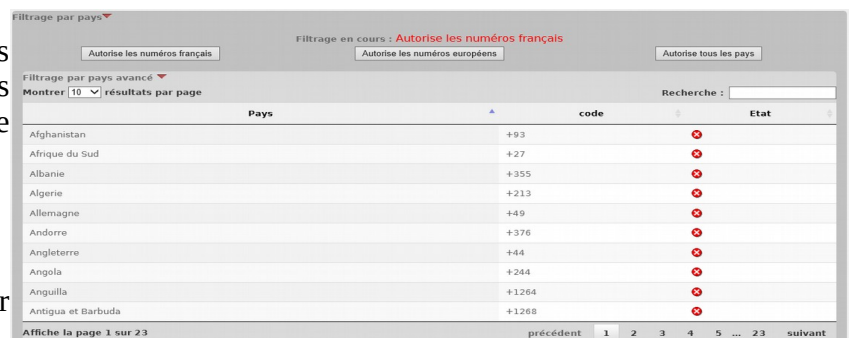 Filtrage par pays
Filtrage en cours : Autorise les numéros français
Autorise les numéros français Autorise les numéros européens Autorise tous les pays
Filtrage par pays avancé
Montrer 10 résultats par page Recherche :
Pays code Etat
Afghanistan +93
Afrique du Sud +27
Albanie +355
Algerie +213
Allemagne +49
Andorre +376
Angleterre +44
Angola +244
Anguilla +1264
Antigua et Barbuda +1268
Affiche la page 1 sur 23 précédent 1 2 3 4 5 ... 23 suivant